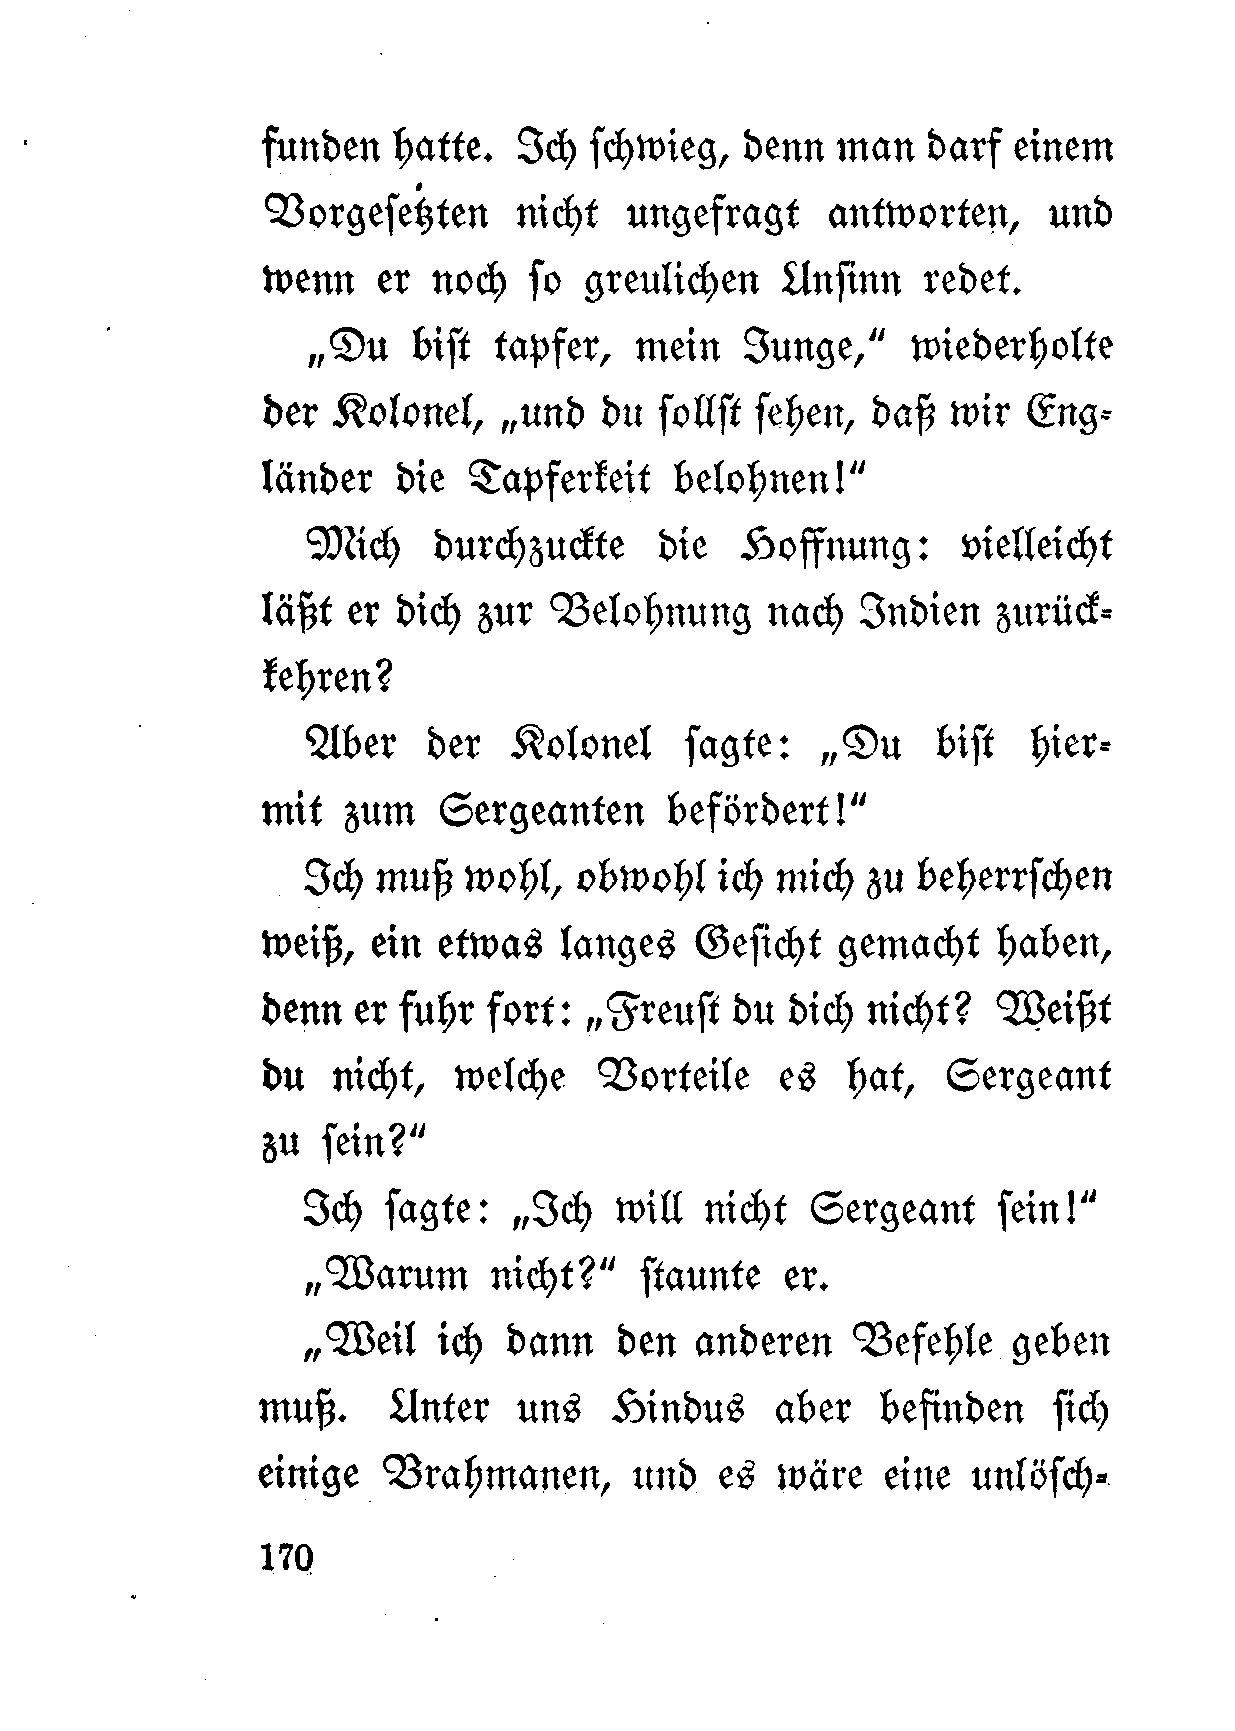 funden hatte. Ich schwieg, denn man darf einem
Vorgesetzten nicht ungefragt antworten, und
wenn er noch so greulichen Unsinn redet.
„Du bist tapfer, mein Junge,“ wiederholte
der Kolonel, „und du sollst sehen, daß wir Eng-
länder die Tapferkeit belohnen!“
Mich durchzuckte die Hoffnung: vielleicht
läßt er dich zur Belohnung nach Indien zurück-
kehren?
Aber der Kolonel sagte: „Du bist hier-
mit zum Sergeanten befördert!“
Ich muß wohl, obwohl ich mich zu beherrschen
weiß, ein etwas langes Gesicht gemacht haben,
denn er fuhr fort: „Freust du dich nicht? Weißt
du nicht, welche Vorteile es hat, Sergeant
zu sein?“
Ich sagte: „Ich will nicht Sergeant sein!“
„Warum nicht?“ staunte er.
„Weil ich dann den anderen Befehle geben
muß. Unter uns Hindus aber befinden sich
einige Brahmanen, und es wäre eine unlösch-
170